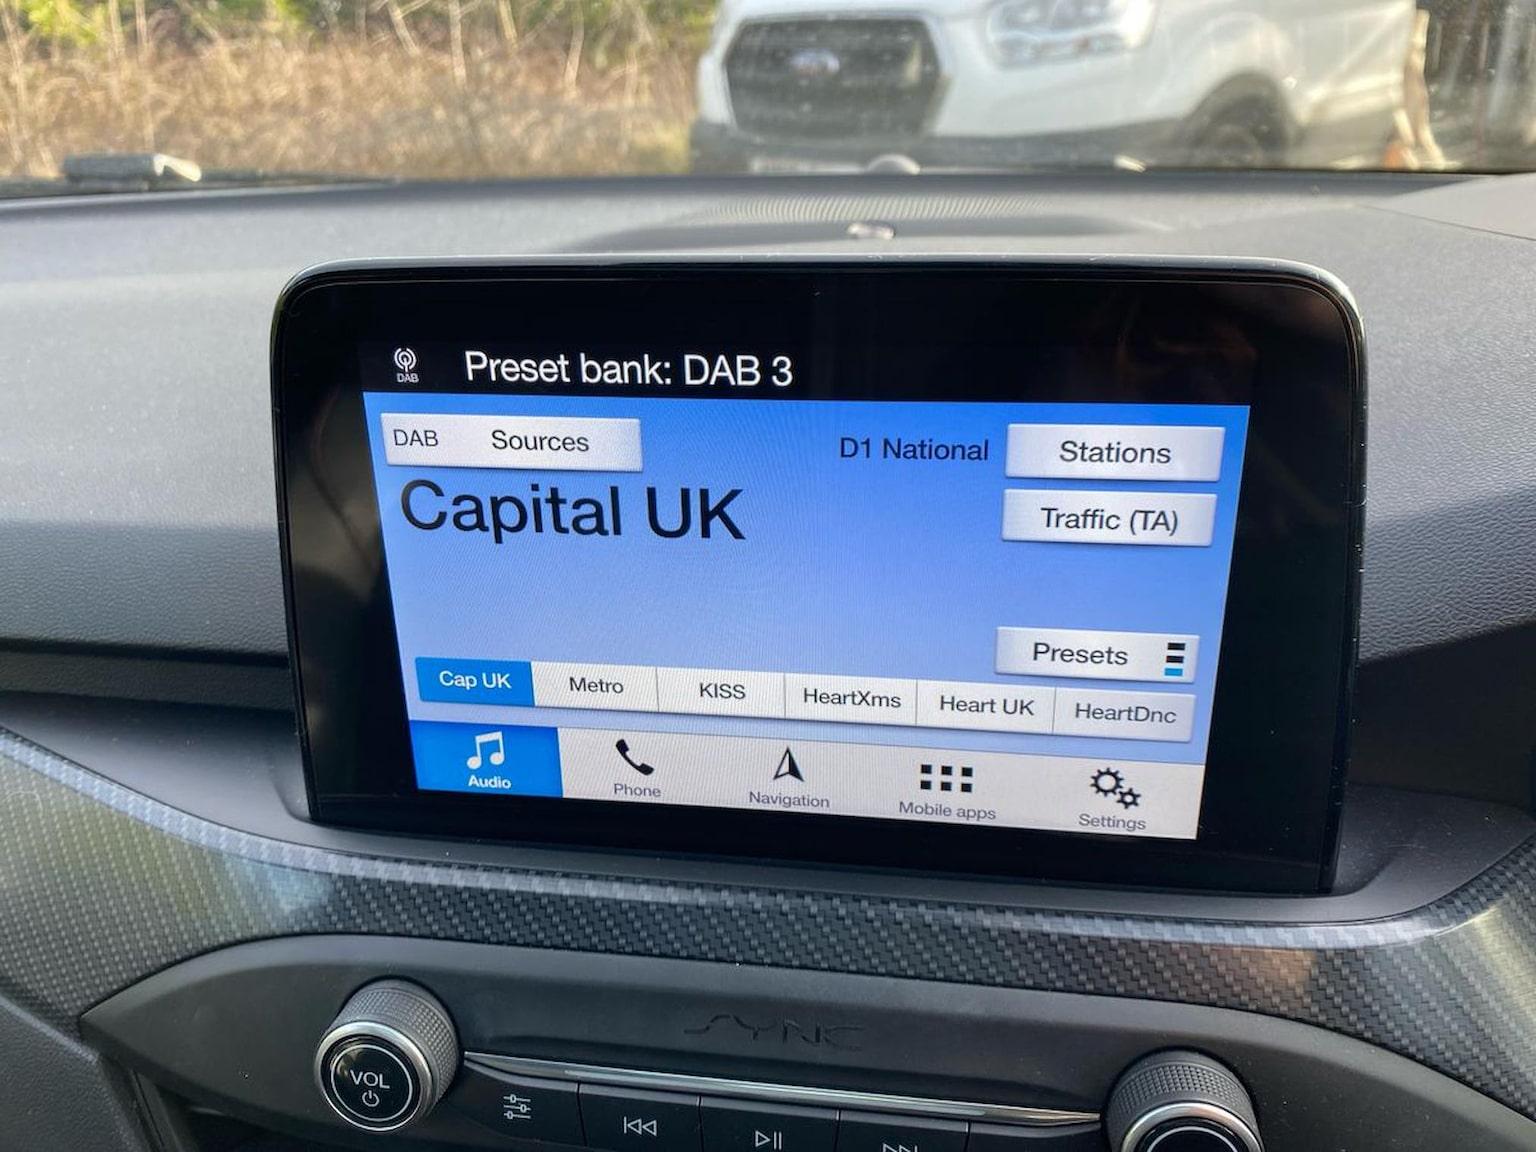 DAB
Preset bank: DAB 3
DAB Sources
D1 National
Stations
Capital UK
Traffic (TA)
Presets
Cap UK
Metro
KISS
HeartXms
Heart UK
HeartDnc
Audio
Phone
Navigation
Mobile apps
Settings
SYNC
VOL